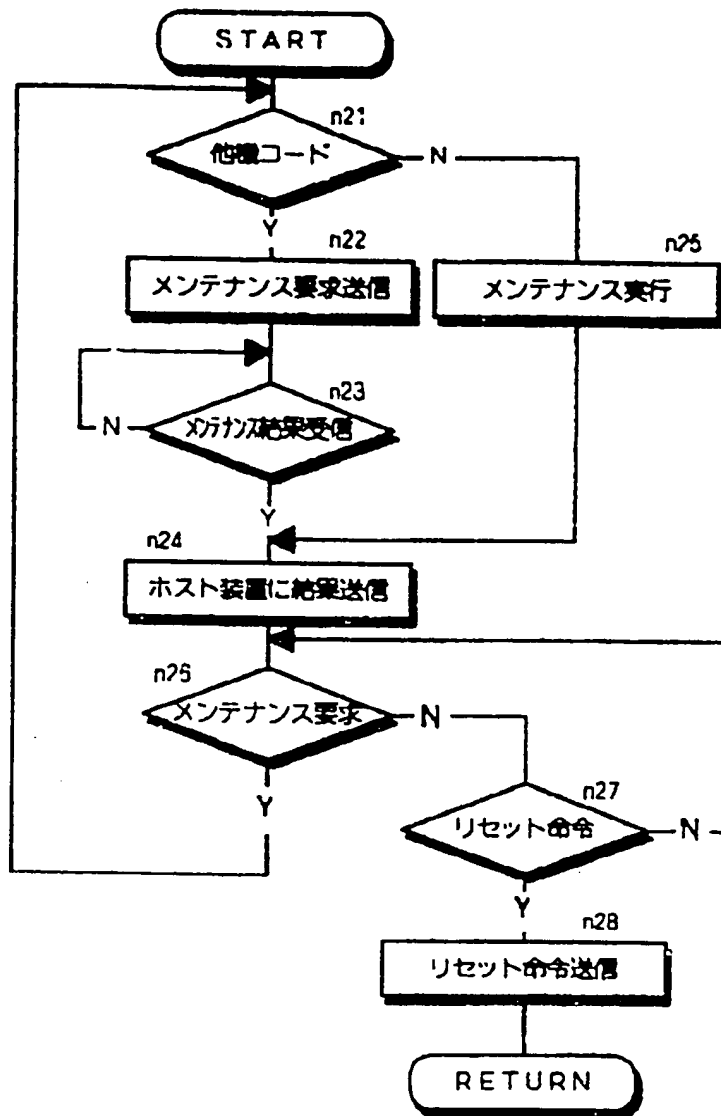 START
n21
他機コード
N
Y
n22
メンテナンス要求送信
n25
メンテナンス実行
n23
メンテナンス結果受信
N
Y
n24
ホスト装置に結果送信
n26
メンテナンス要求
N
Y
n27
リセット命令
N
Y
n28
リセット命令送信
RETURN